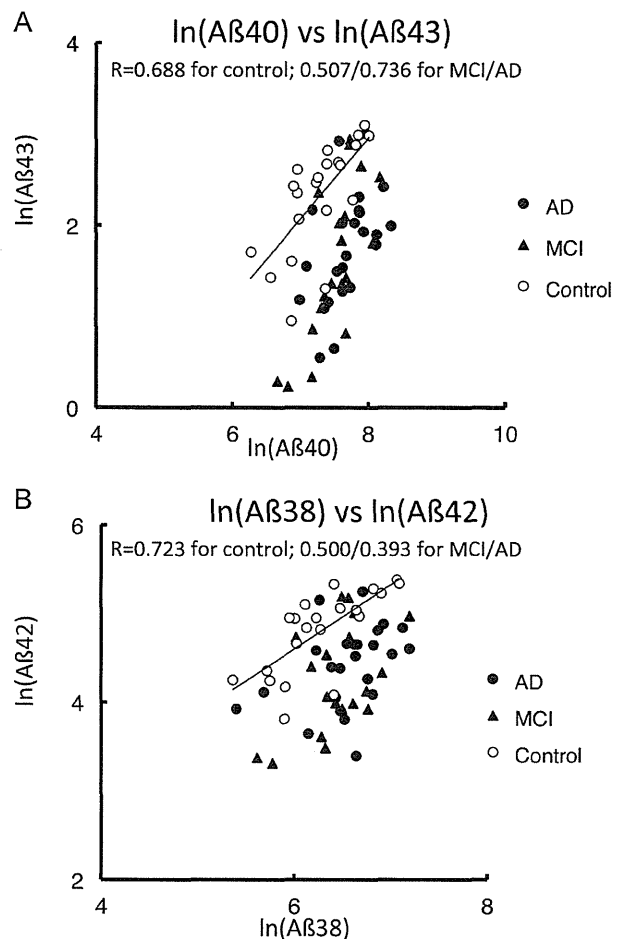 A
ln(Aß40) vs ln(Aß43)
R=0.688 for control; 0.507/0.736 for MCI/AD
4
2
0
ln(Aß43)
AD
MCI
Control
4
6
8
10
ln(Aß40)
B
ln(Aß38) vs ln(Aß42)
R=0.723 for control; 0.500/0.393 for MCI/AD
6
4
2
ln(Aß42)
AD
MCI
Control
4
6
8
ln(Aß38)